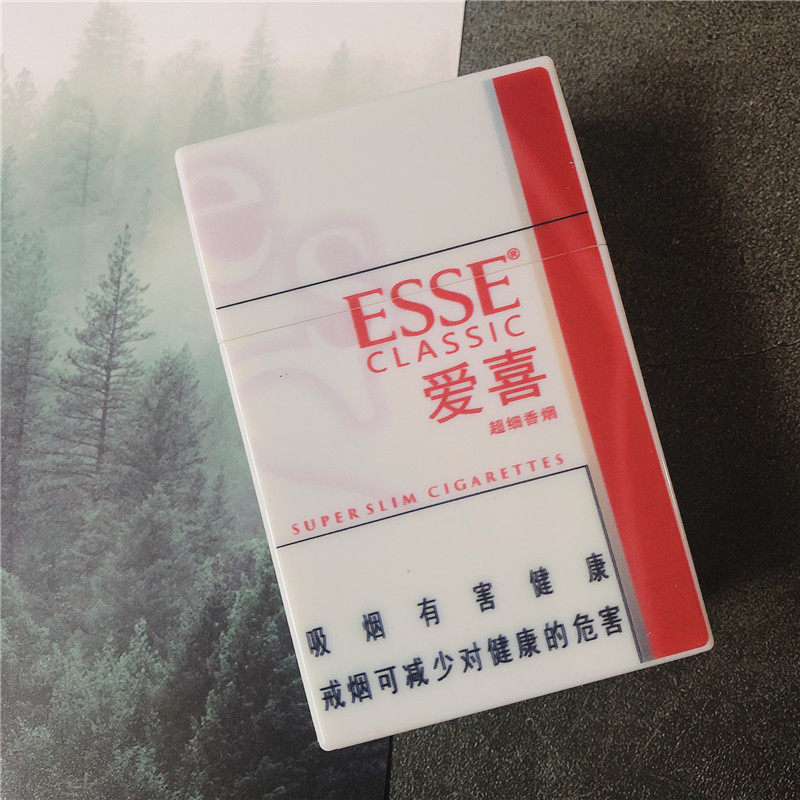 esse
ESSE®
CLASSIC
爱喜
超细香烟
SUPER SLIM CIGARETTES
吸烟有害健康
戒烟可减少对健康的危害